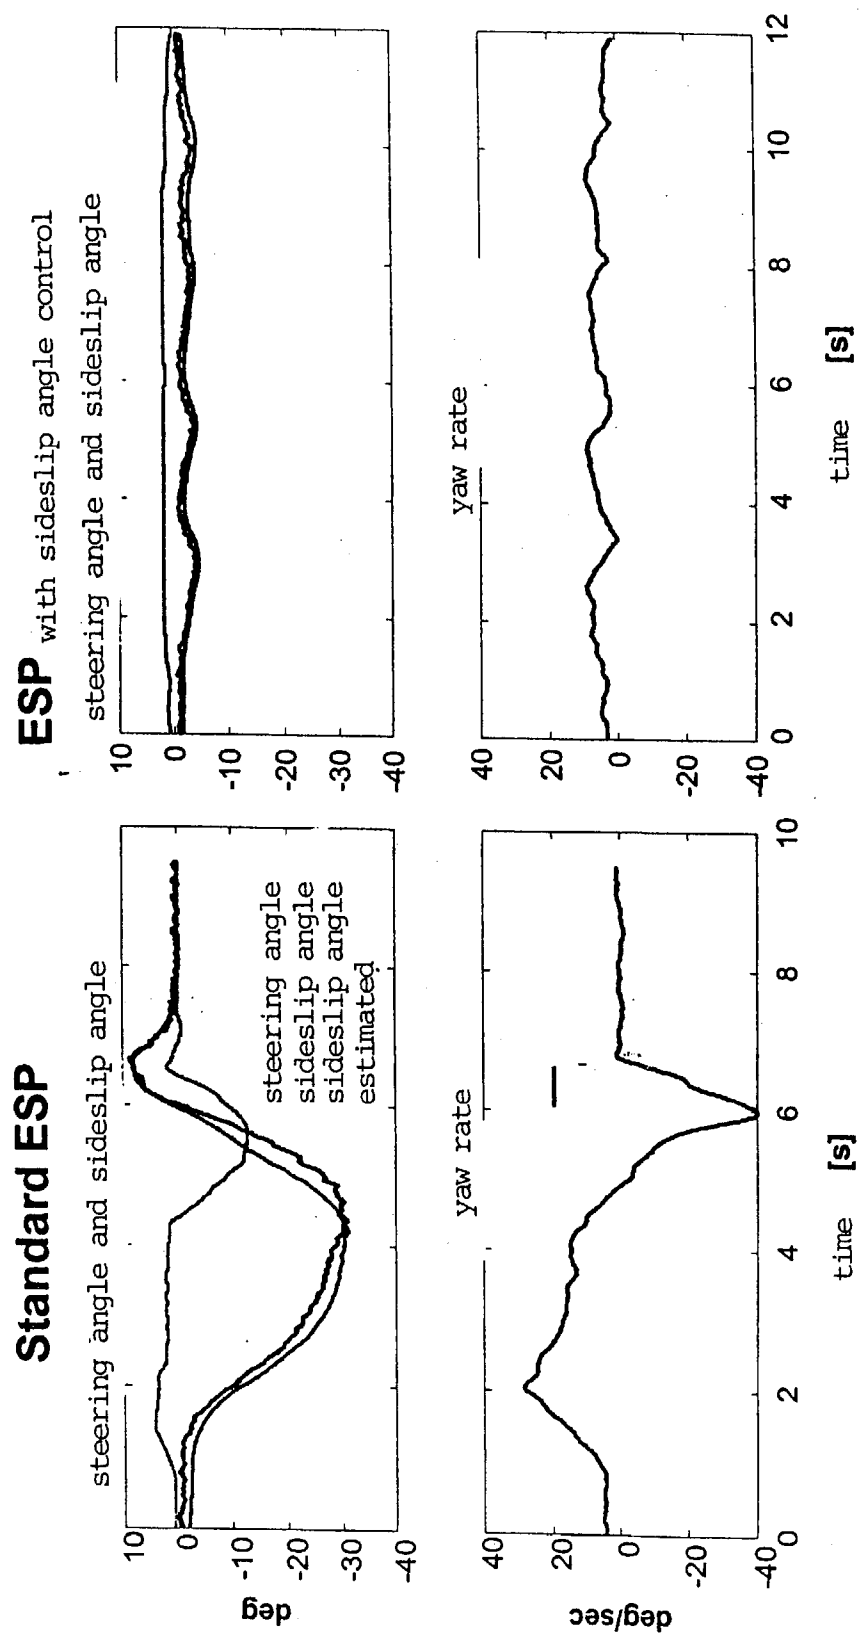 Standard ESP
steering angle and sideslip angle
10
0
-10
-20
-30
-40
deg
steering angle
sideslip angle
sideslip angle
estimated
yaw rate
40
20
0
-20
-40
deg/sec
0
2
4
6
8
10
time [s]
ESP with sideslip angle control
steering angle and sideslip angle
10
0
-10
-20
-30
-40
yaw rate
40
20
0
-20
-40
0
2
4
6
8
10
12
time [s]